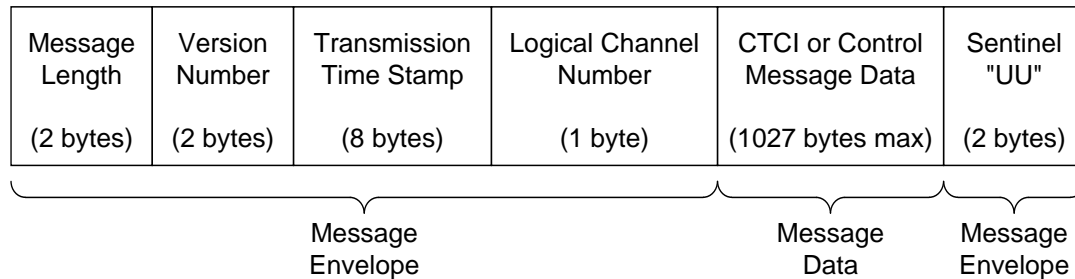 Message
Length
(2 bytes)
Version
Number
(2 bytes)
Transmission
Time Stamp
(8 bytes)
Logical Channel
Number
(1 byte)
CTCI or Control
Message Data
(1027 bytes max)
Sentinel
"UU"
(2 bytes)
Message
Envelope
Message
Data
Message
Envelope